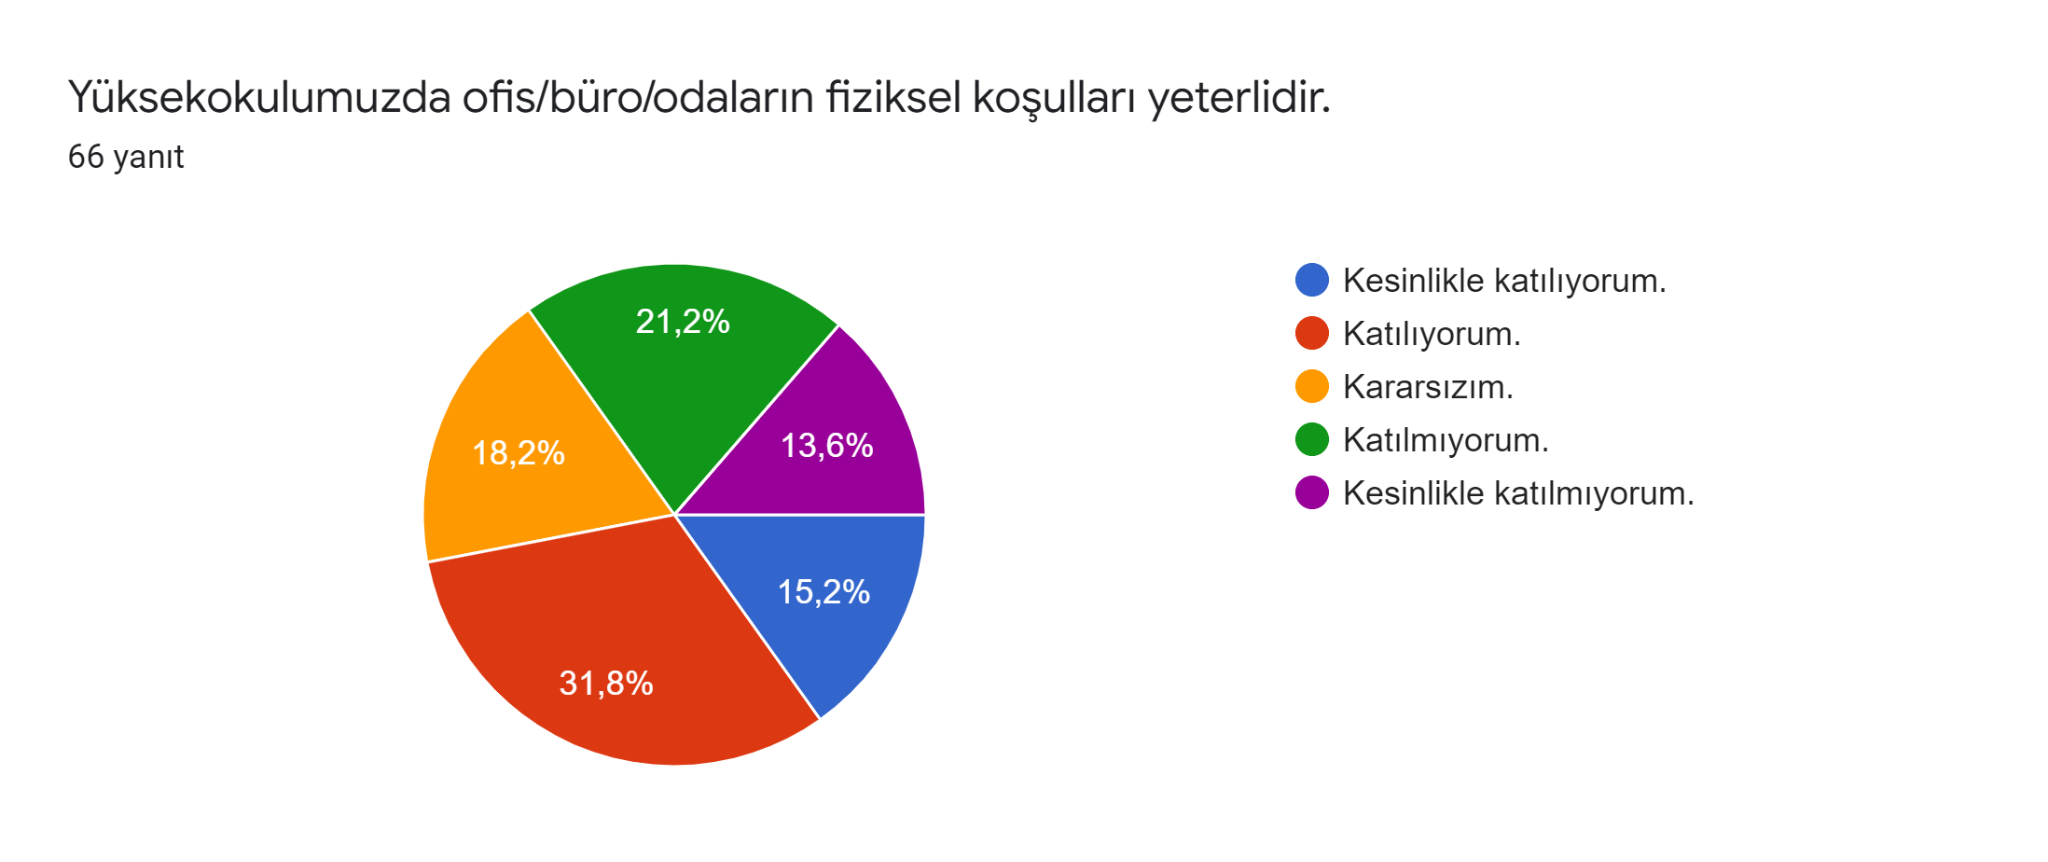 Yüksekokulumuzda ofis/büro/odaların fiziksel koşulları yeterlidir.
66 yanıt
21,2%
13,6%
18,2%
15,2%
31,8%
Kesinlikle katılıyorum.
Katılıyorum.
Kararsızım.
Katılmıyorum.
Kesinlikle katılmıyorum.